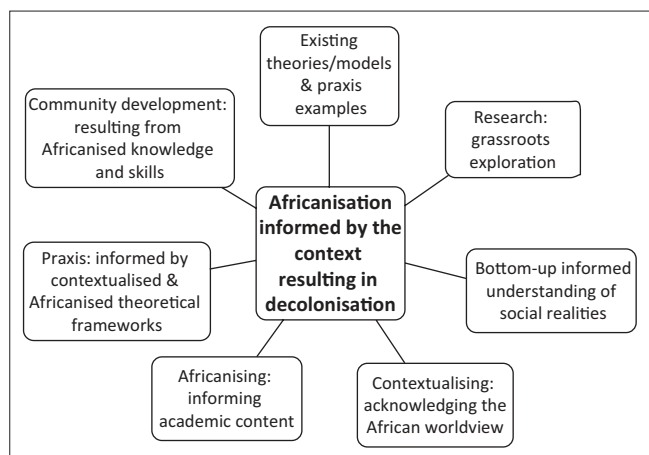 Existing
theories/models
& praxis
examples
Community development:
resulting from
Africanised knowledge
and skills
Research:
grassroots
exploration
Africanisation
informed by the
context
resulting in
decolonisation
Praxis: informed by
contextualised &
Africanised theoretical
frameworks
Bottom-up informed
understanding of
social realities
Africanising:
informing
academic content
Contextualising:
acknowledging the
African worldview